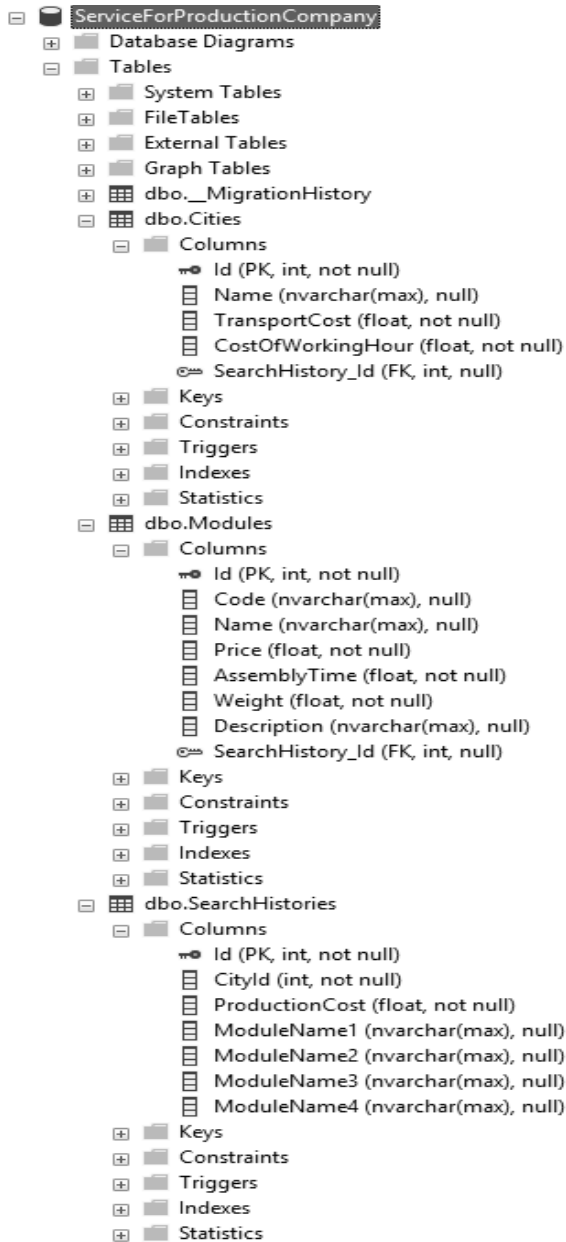 ServiceForProductionCompany
Database Diagrams
Tables
System Tables
FileTables
External Tables
Graph Tables
dbo.__MigrationHistory
dbo.Cities
Columns
Id (PK, int, not null)
Name (nvarchar(max), null)
TransportCost (float, not null)
CostOfWorkingHour (float, not null)
SearchHistory_Id (FK, int, null)
Keys
Constraints
Triggers
Indexes
Statistics
dbo.Modules
Columns
Id (PK, int, not null)
Code (nvarchar(max), null)
Name (nvarchar(max), null)
Price (float, not null)
AssemblyTime (float, not null)
Weight (float, not null)
Description (nvarchar(max), null)
SearchHistory_Id (FK, int, null)
Keys
Constraints
Triggers
Indexes
Statistics
dbo.SearchHistories
Columns
Id (PK, int, not null)
CityId (int, not null)
ProductionCost (float, not null)
ModuleName1 (nvarchar(max), null)
ModuleName2 (nvarchar(max), null)
ModuleName3 (nvarchar(max), null)
ModuleName4 (nvarchar(max), null)
Keys
Constraints
Triggers
Indexes
Statistics